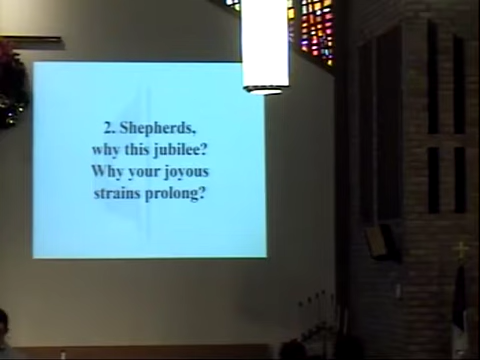 2. Shepherds,
why this jubilee?
Why your joyous
strains prolong?